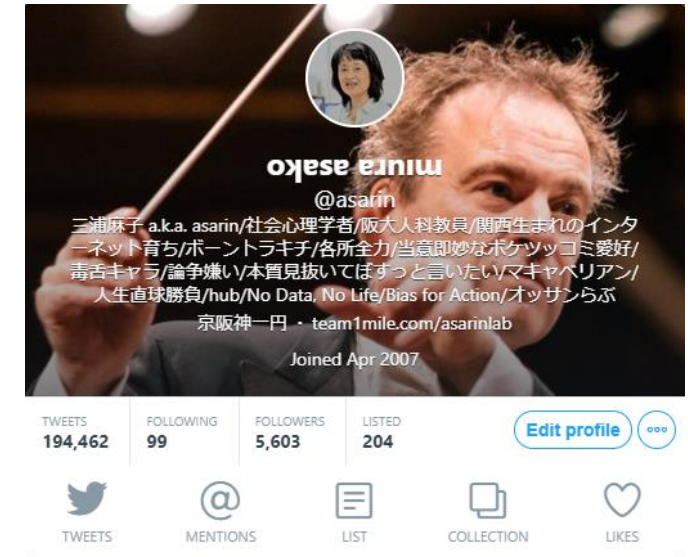 oʞɐsɐ ɐɹnıɯ
@asarin
三浦麻子 a.k.a. asarin/社会心理学者/阪大人科教員/関西生まれのインタ
ーネット育ち/ボーントラキチ/各所全力/当意即妙なボケツッコミ愛好/
毒舌キャラ/論争嫌い/本質見抜いてぼすっと言いたい/マキャベリアン/
人生直球勝負/hub/No Data, No Life/Bias for Action/オッサンらぶ
京阪神一円 ・ team1mile.com/asarinlab
Joined Apr 2007
TWEETS FOLLOWING FOLLOWERS LISTED
194,462 99 5,603 204
Edit profile
TWEETS MENTIONS LIST COLLECTION LIKES